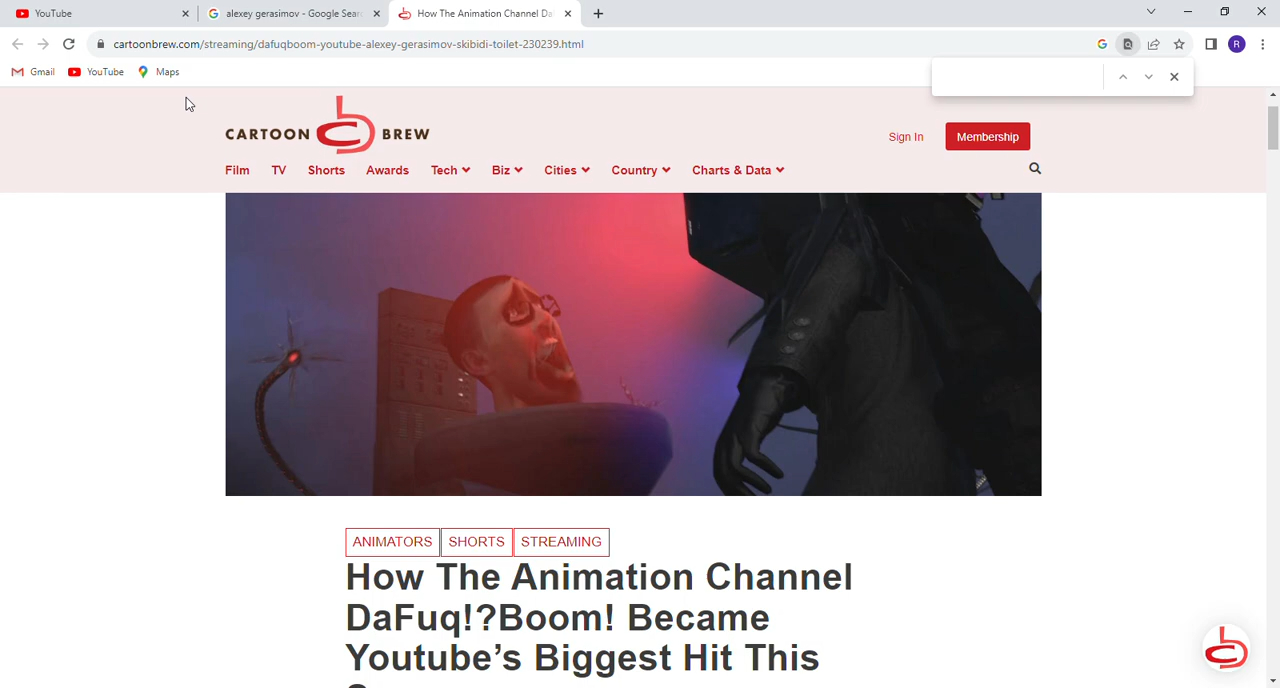 YouTube
alexey gerasimov - Google Sear
How The Animation Channel Da
cartoonbrew.com/streaming/dafuqboom-youtube-alexey-gerasimov-skibidi-toilet-230239.html
R
Gmail YouTube Maps
CARTOON BREW
Sign In Membership
Film TV Shorts Awards Tech Biz Cities Country Charts & Data
ANIMATORS SHORTS STREAMING
How The Animation Channel
DaFuq!?Boom! Became
Youtube’s Biggest Hit This